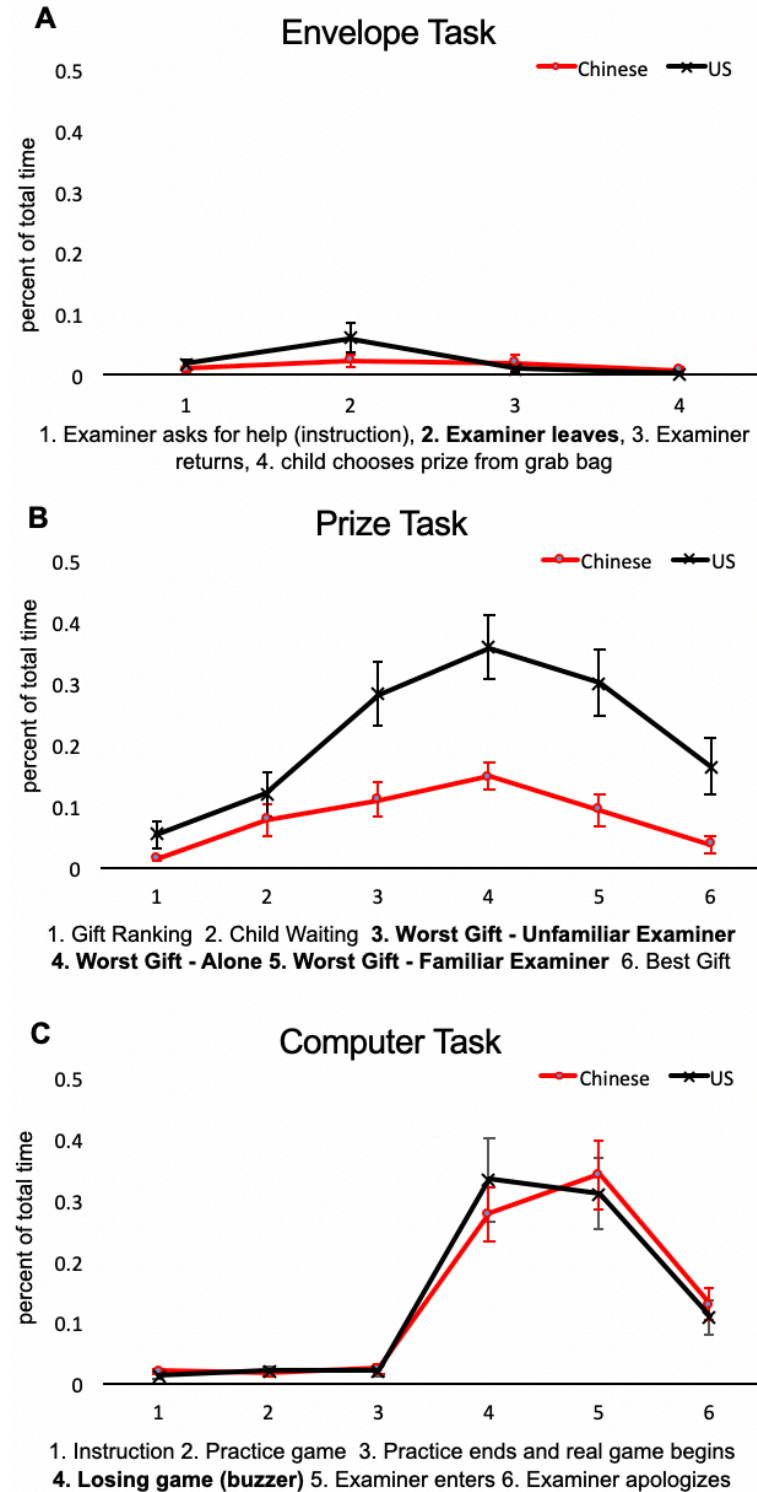 A
Envelope Task
Chinese US
0.5
0.4
0.3
0.2
0.1
0
percent of total time
1 2 3 4
1. Examiner asks for help (instruction), 2. Examiner leaves, 3. Examiner
returns, 4. child chooses prize from grab bag
B
Prize Task
Chinese US
0.5
0.4
0.3
0.2
0.1
0
percent of total time
1 2 3 4 5 6
1. Gift Ranking 2. Child Waiting 3. Worst Gift - Unfamiliar Examiner
4. Worst Gift - Alone 5. Worst Gift - Familiar Examiner 6. Best Gift
C
Computer Task
Chinese US
0.5
0.4
0.3
0.2
0.1
0
percent of total time
1 2 3 4 5 6
1. Instruction 2. Practice game 3. Practice ends and real game begins
4. Losing game (buzzer) 5. Examiner enters 6. Examiner apologizes